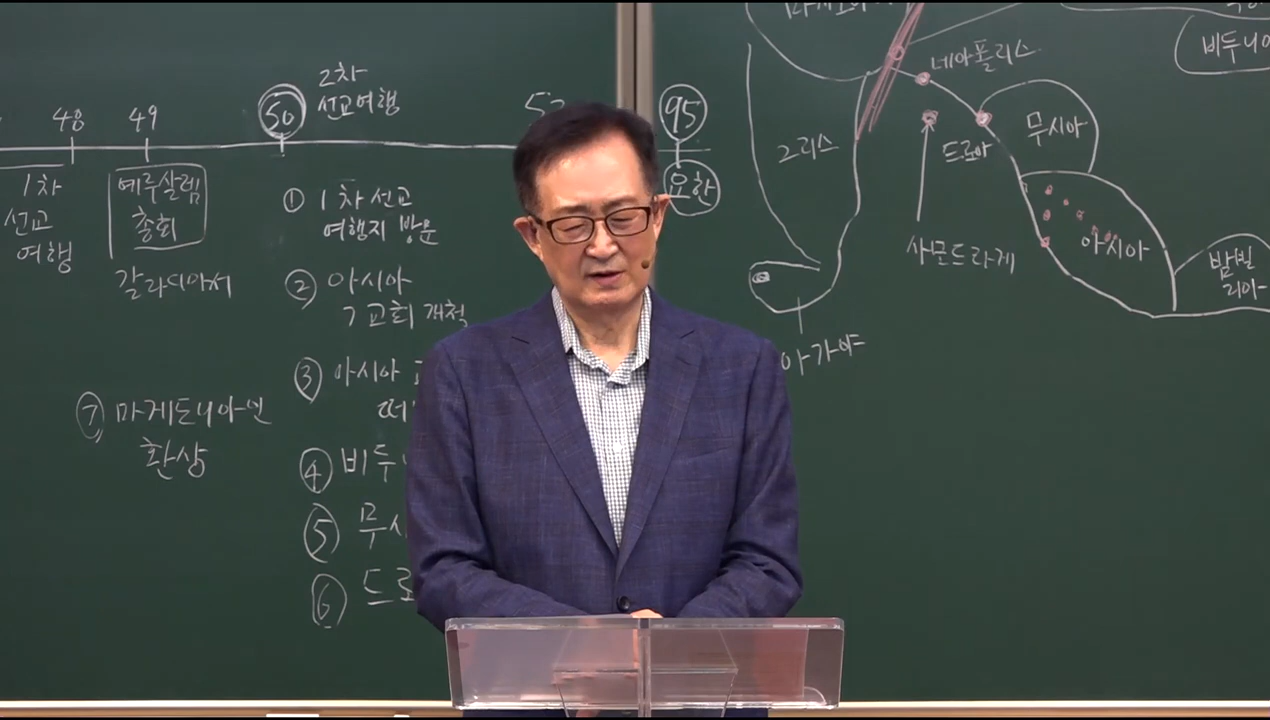 48
49
50
2차
선교여행
95
요한
1차
선교
여행
예루살렘
총회
갈라디아서
① 1차 선교
여행지 방문
② 아시아
7교회 개척
③ 아시아
④ 비두
⑤ 무시
⑥ 드로
⑦ 마게도니아인
환상
네아폴리스
비두니아
그리스
드로아
무시아
사모드라게
아시아
밤빌
리아
아가야